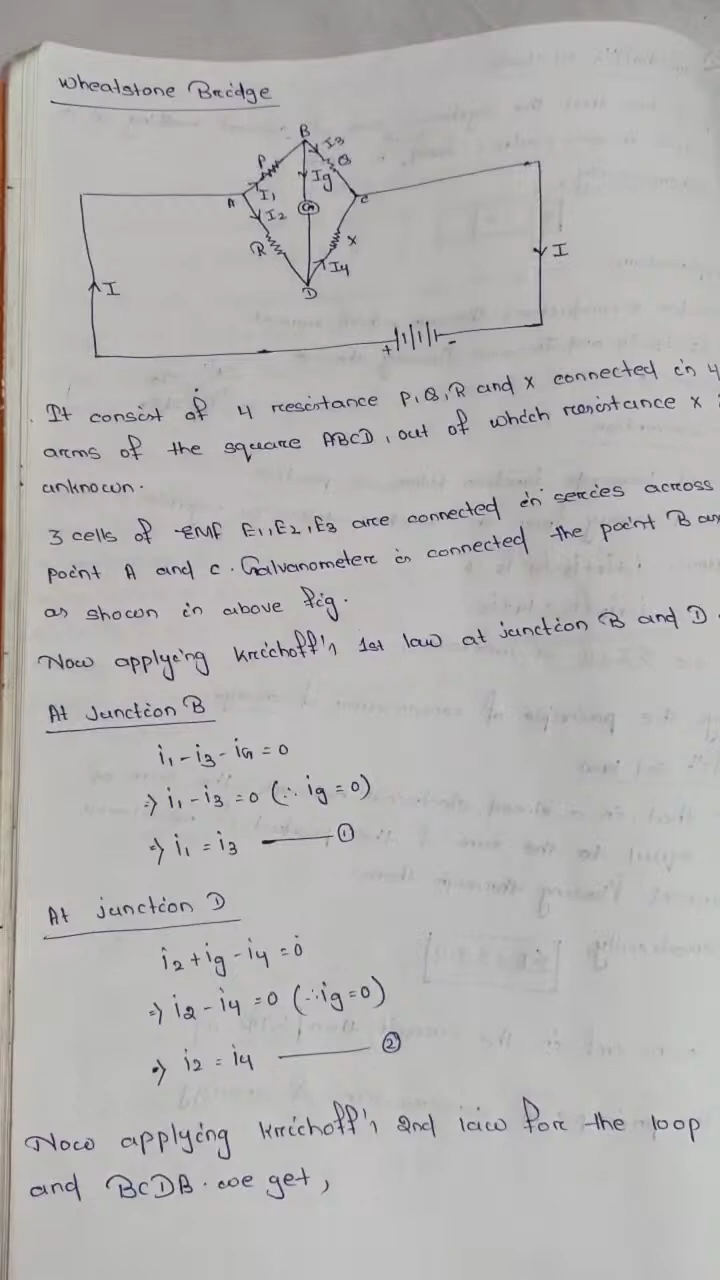 Wheatstone Bridge
B
I3
P
Q
Ig
A
I1
C
I2
G
R
X
I4
D
I
I
+
-
It consist of 4 resistance P, Q, R and X connected in 4
arms of the square ABCD, out of which resistance X
unknown.
3 cells of EMF E1, E2, E3 are connected in series across
point A and C. Galvanometer is connected the point B
as shown in above fig.
Now applying Krichoff's 1st law at junction B and D.
At Junction B
i1 - i3 - iG = 0
⇒ i1 - i3 = 0 (∵ ig = 0)
⇒ i1 = i3 ——— ①
At junction D
i2 + ig - i4 = 0
⇒ i2 - i4 = 0 (∵ ig = 0)
⇒ i2 = i4 ——— ②
Now applying Krrichoff's 2nd law for the loop
and BCDB. we get,